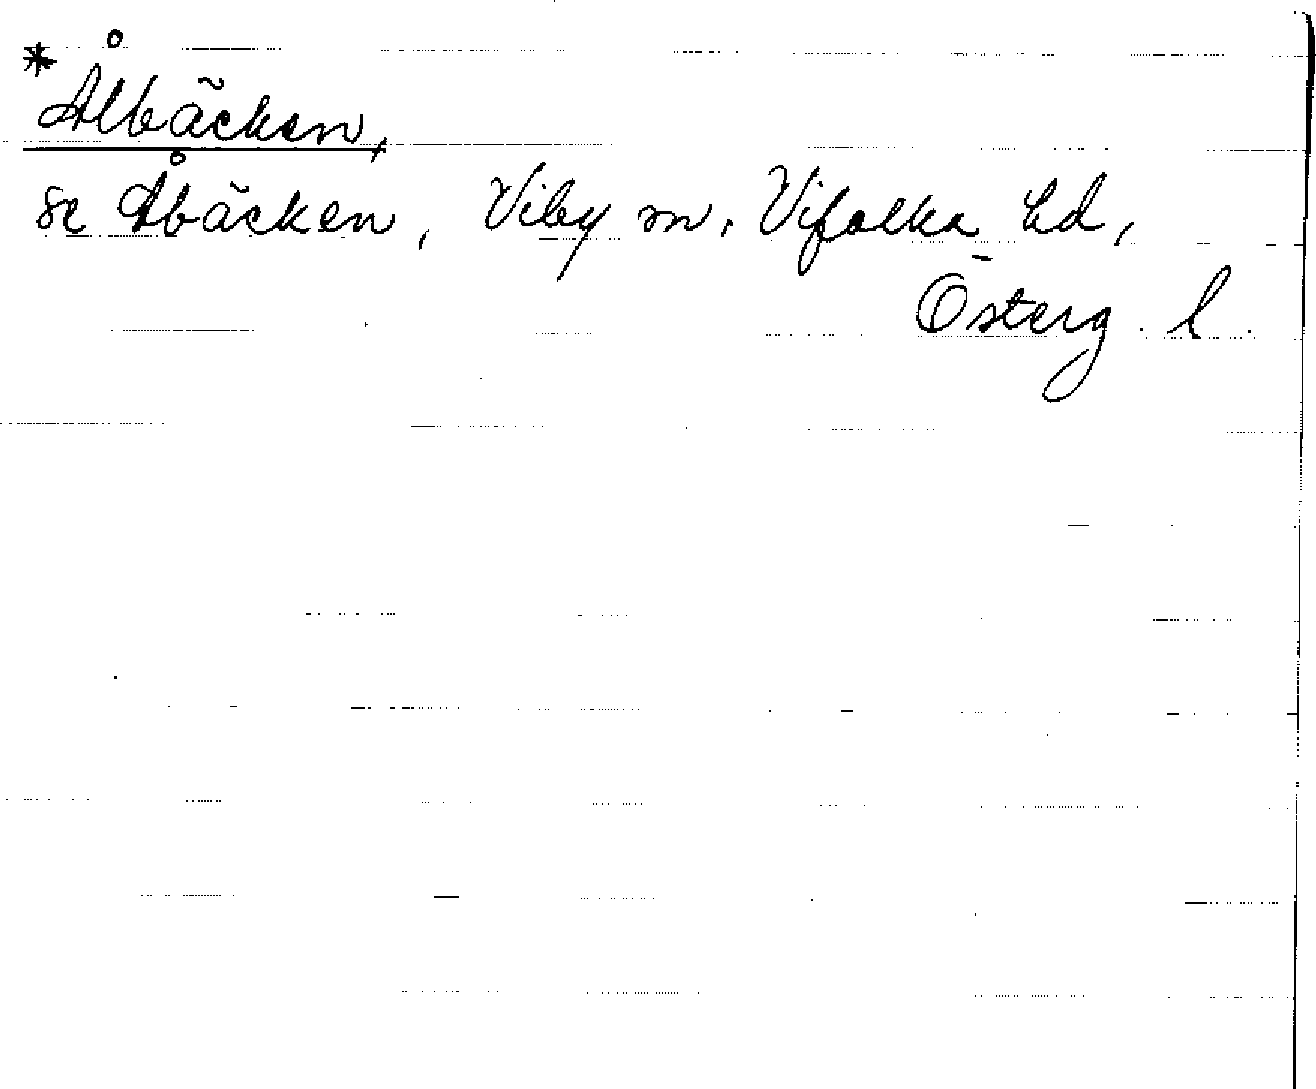 *Ålbäcken,
se Åbäcken, Viby sn, Vifolka hd,
Österg. l.